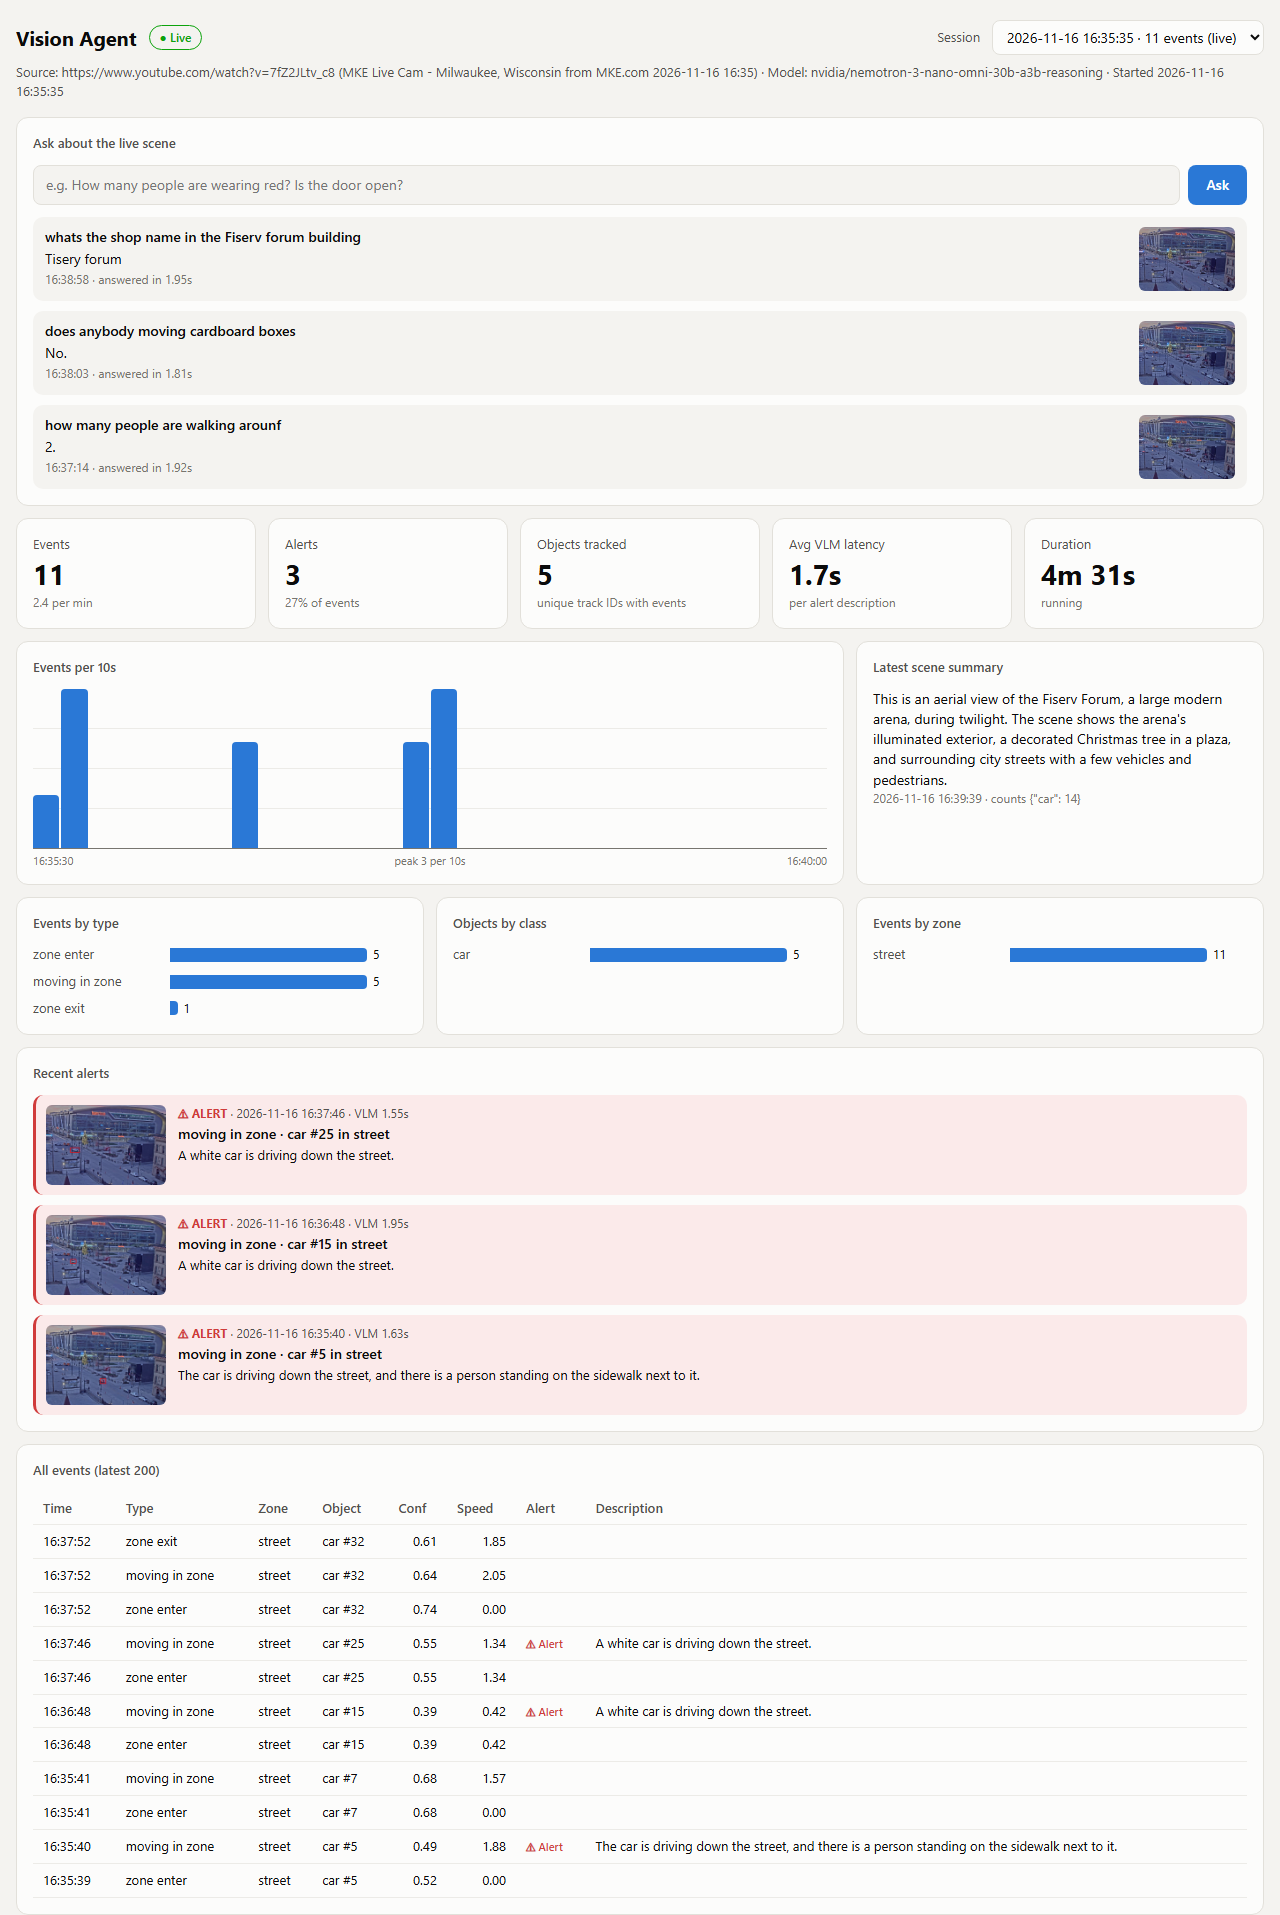 Vision Agent
● Live
Session
2026-11-16 16:35:35 · 11 events (live)
Source: https://www.youtube.com/watch?v=7fZ2JLtv_c8 (MKE Live Cam - Milwaukee, Wisconsin from MKE.com 2026-11-16 16:35) · Model: nvidia/nemotron-3-nano-omni-30b-a3b-reasoning · Started 2026-11-16
16:35:35
Ask about the live scene
e.g. How many people are wearing red? Is the door open?
Ask
whats the shop name in the Fiserv forum building
Tisery forum
16:38:58 · answered in 1.95s
does anybody moving cardboard boxes
No.
16:38:03 · answered in 1.81s
how many people are walking arounf
2.
16:37:14 · answered in 1.92s
Events
11
2.4 per min
Alerts
3
27% of events
Objects tracked
5
unique track IDs with events
Avg VLM latency
1.7s
per alert description
Duration
4m 31s
running
Events per 10s
16:35:30
peak 3 per 10s
16:40:00
Latest scene summary
This is an aerial view of the Fiserv Forum, a large modern
arena, during twilight. The scene shows the arena's
illuminated exterior, a decorated Christmas tree in a plaza,
and surrounding city streets with a few vehicles and
pedestrians.
2026-11-16 16:39:39 · counts {"car": 14}
Events by type
zone enter 5
moving in zone 5
zone exit 1
Objects by class
car 5
Events by zone
street 11
Recent alerts
⚠ ALERT · 2026-11-16 16:37:46 · VLM 1.55s
moving in zone · car #25 in street
A white car is driving down the street.
⚠ ALERT · 2026-11-16 16:36:48 · VLM 1.95s
moving in zone · car #15 in street
A white car is driving down the street.
⚠ ALERT · 2026-11-16 16:35:40 · VLM 1.63s
moving in zone · car #5 in street
The car is driving down the street, and there is a person standing on the sidewalk next to it.
All events (latest 200)
Time Type Zone Object Conf Speed Alert Description
16:37:52 zone exit street car #32 0.61 1.85
16:37:52 moving in zone street car #32 0.64 2.05
16:37:52 zone enter street car #32 0.74 0.00
16:37:46 moving in zone street car #25 0.55 1.34 ⚠ Alert A white car is driving down the street.
16:37:46 zone enter street car #25 0.55 1.34
16:36:48 moving in zone street car #15 0.39 0.42 ⚠ Alert A white car is driving down the street.
16:36:48 zone enter street car #15 0.39 0.42
16:35:41 moving in zone street car #7 0.68 1.57
16:35:41 zone enter street car #7 0.68 0.00
16:35:40 moving in zone street car #5 0.49 1.88 ⚠ Alert The car is driving down the street, and there is a person standing on the sidewalk next to it.
16:35:39 zone enter street car #5 0.52 0.00